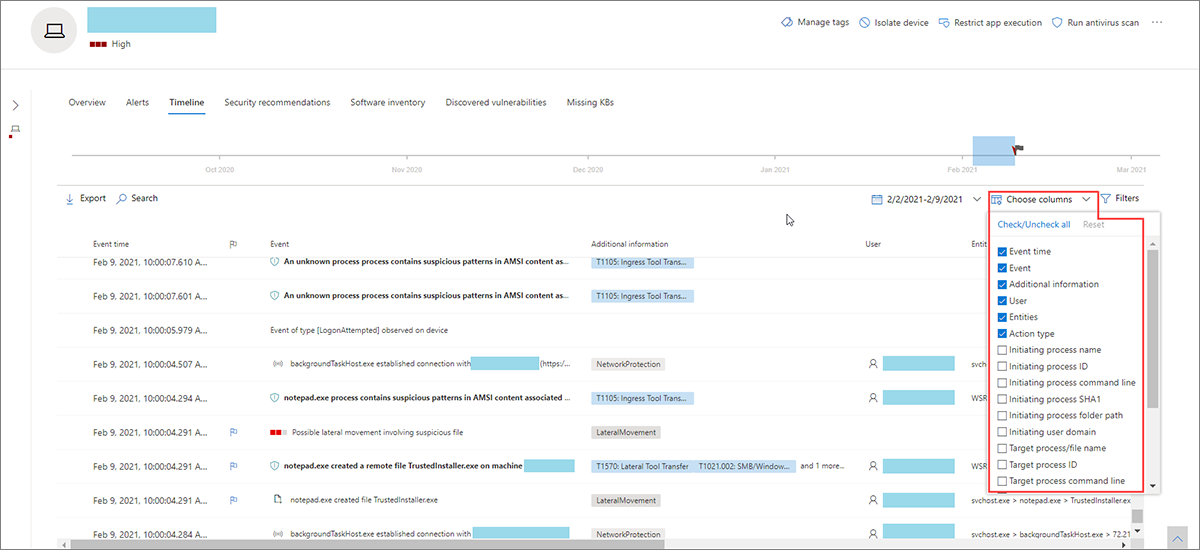 Manage tags Isolate device Restrict app execution Run antivirus scan ...
High
Overview Alerts Timeline Security recommendations Software inventory Discovered vulnerabilities Missing KBs
Oct 2020 Nov 2020 Dec 2020 Jan 2021 Feb 2021 Mar 2021
Export Search 2/2/2021-2/9/2021 Choose columns Filters
Check/Uncheck all Reset
Event time Event Additional information User Entit
Event time
Feb 9, 2021, 10:00:07.610 A... An unknown process process contains suspicious patterns in AMSI content as... T1105: Ingress Tool Trans...
Event
Additional information
Feb 9, 2021, 10:00:07.601 A... An unknown process process contains suspicious patterns in AMSI content as... T1105: Ingress Tool Trans...
User
Entities
Feb 9, 2021, 10:00:05.979 A... Event of type [LogonAttempted] observed on device
Action type
Initiating process name
Feb 9, 2021, 10:00:04.507 A... backgroundTaskHost.exe established connection with (https:/... NetworkProtection svch
Initiating process ID
Initiating process command line
Feb 9, 2021, 10:00:04.294 A... notepad.exe process contains suspicious patterns in AMSI content associated ... T1105: Ingress Tool Trans... WSR
Initiating process SHA1
Initiating process folder path
Feb 9, 2021, 10:00:04.291 A... Possible lateral movement involving suspicious file LateralMovement
Initiating user domain
Target process/file name
Feb 9, 2021, 10:00:04.291 A... notepad.exe created a remote file TrustedInstaller.exe on machine T1570: Lateral Tool Transfer T1021.002: SMB/Window... and 1 more... WSR
Target process ID
Target process command line
Feb 9, 2021, 10:00:04.291 A... notepad.exe created file TrustedInstaller.exe LateralMovement svchost.exe > notepad.exe > TrustedInstaller.ex
Feb 9, 2021, 10:00:04.284 A... backgroundTaskHost.exe established connection with NetworkProtection svchost.exe > backgroundTaskHost.exe > 72.21